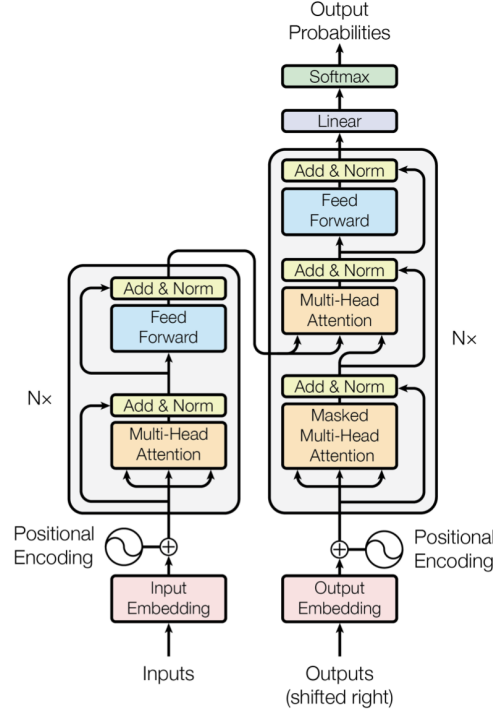 Output
Probabilities
Softmax
Linear
Add & Norm
Feed
Forward
Add & Norm
Multi-Head
Attention
Add & Norm
Masked
Multi-Head
Attention
N×
Add & Norm
Feed
Forward
Add & Norm
Multi-Head
Attention
N×
Positional
Encoding
Positional
Encoding
Input
Embedding
Output
Embedding
Inputs
Outputs
(shifted right)